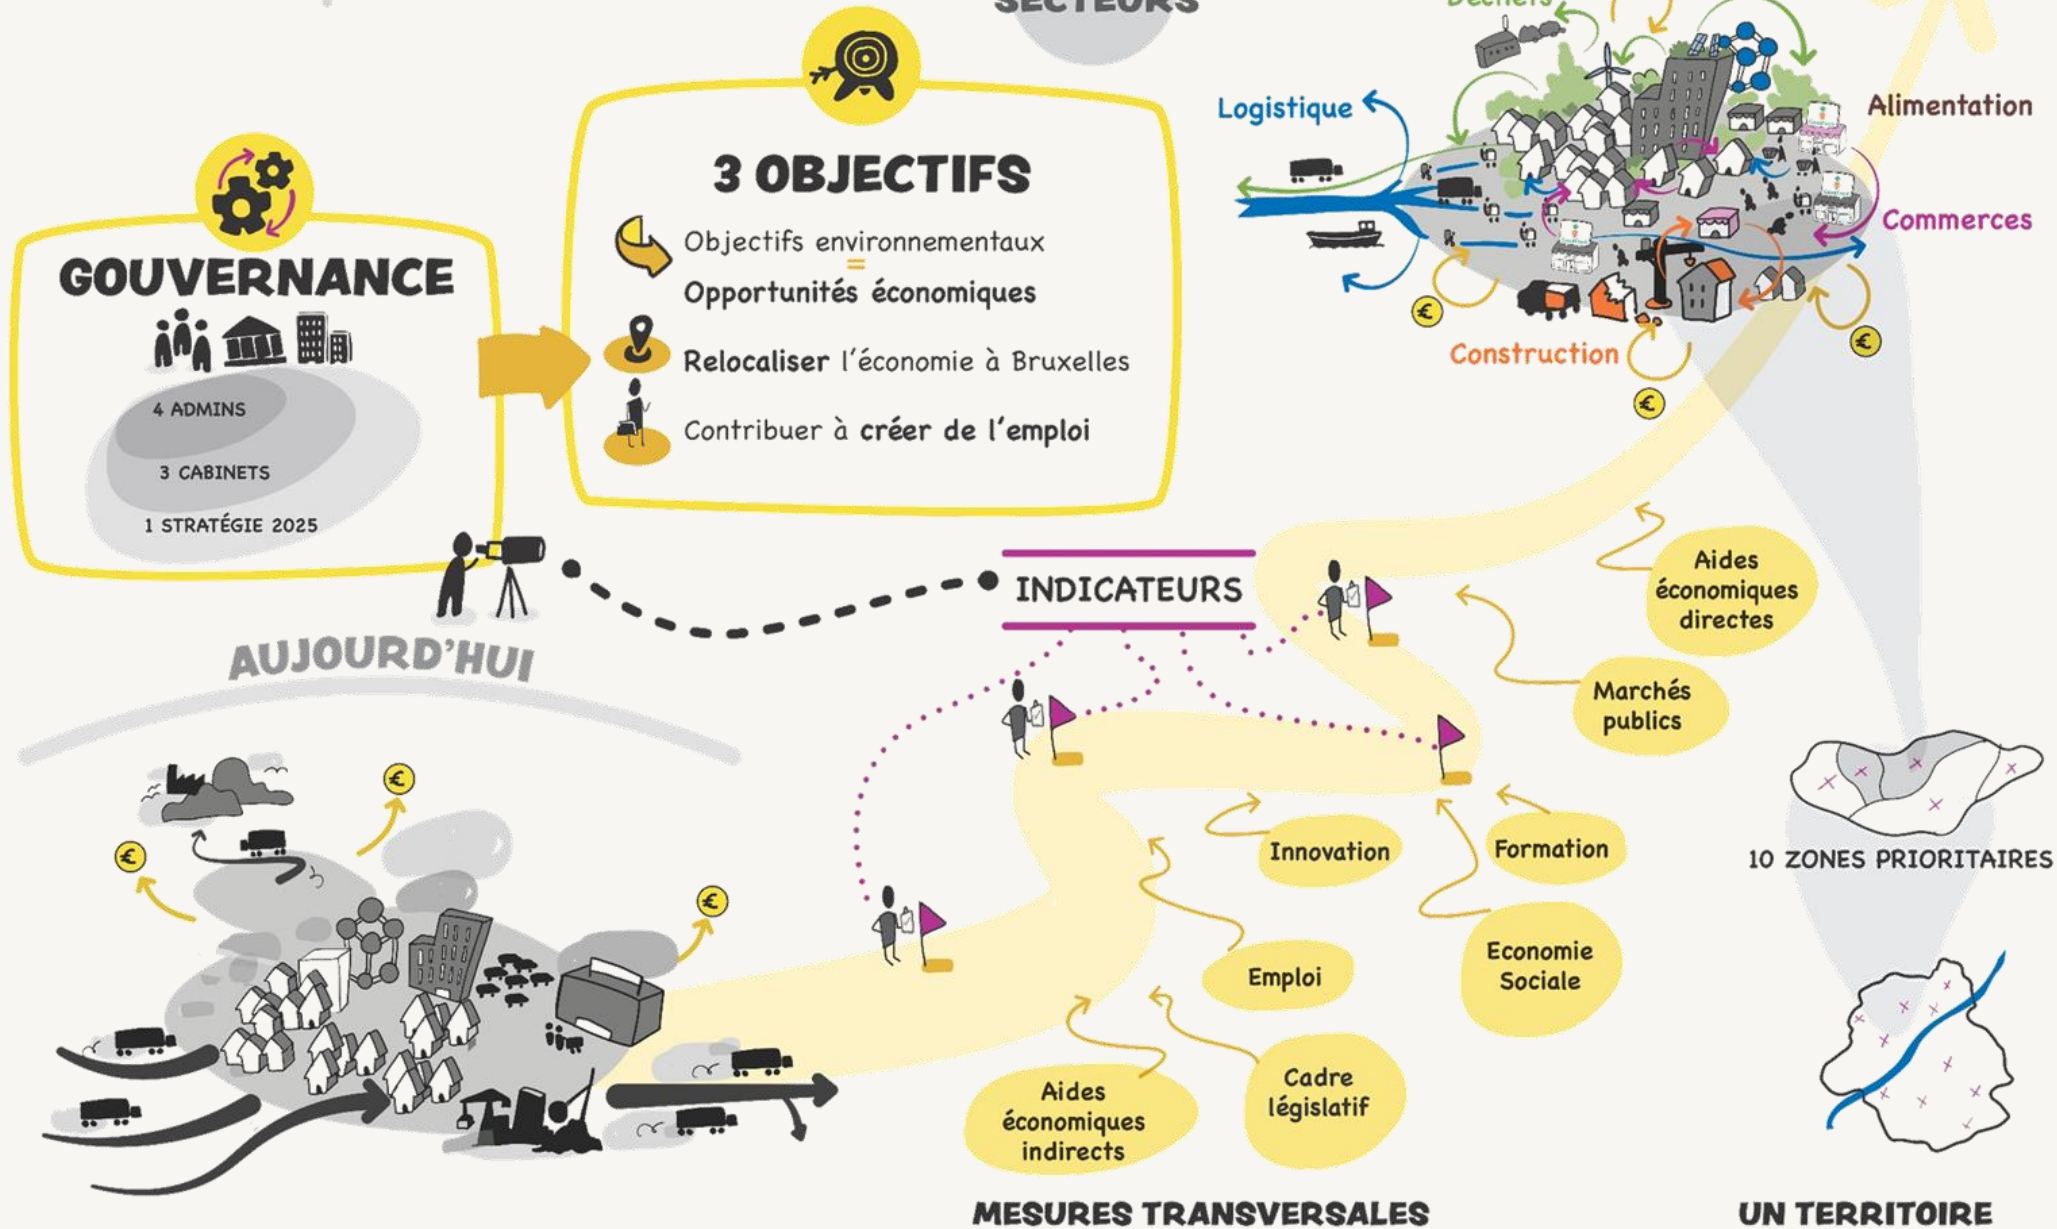 SECTEURS
Déchets
Logistique
Alimentation
Commerces
Construction
€
€
€
GOUVERNANCE
4 ADMINS
3 CABINETS
1 STRATÉGIE 2025
3 OBJECTIFS
Objectifs environnementaux
=
Opportunités économiques
Relocaliser l'économie à Bruxelles
Contribuer à créer de l'emploi
INDICATEURS
AUJOURD'HUI
€
€
€
Aides
économiques
directes
Marchés
publics
Innovation
Formation
Emploi
Economie
Sociale
Aides
économiques
indirects
Cadre
législatif
MESURES TRANSVERSALES
10 ZONES PRIORITAIRES
UN TERRITOIRE